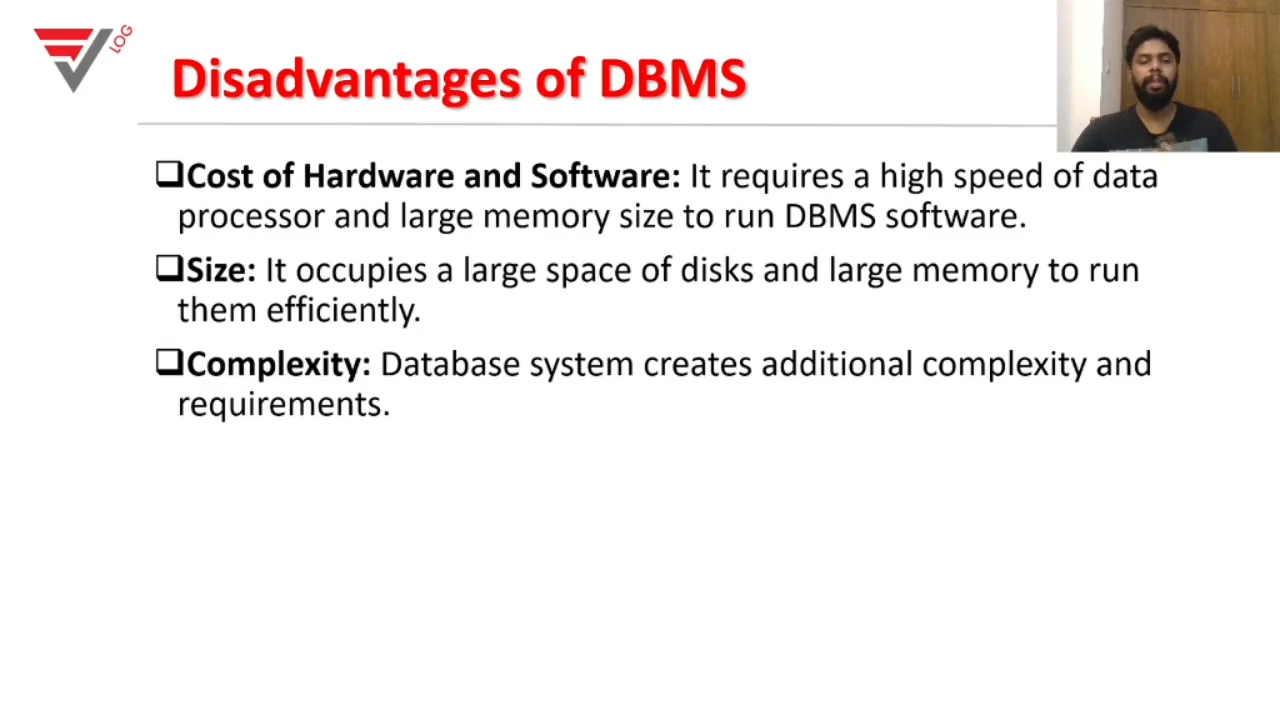 LOG
Disadvantages of DBMS
❑Cost of Hardware and Software: It requires a high speed of data
processor and large memory size to run DBMS software.
❑Size: It occupies a large space of disks and large memory to run
them efficiently.
❑Complexity: Database system creates additional complexity and
requirements.